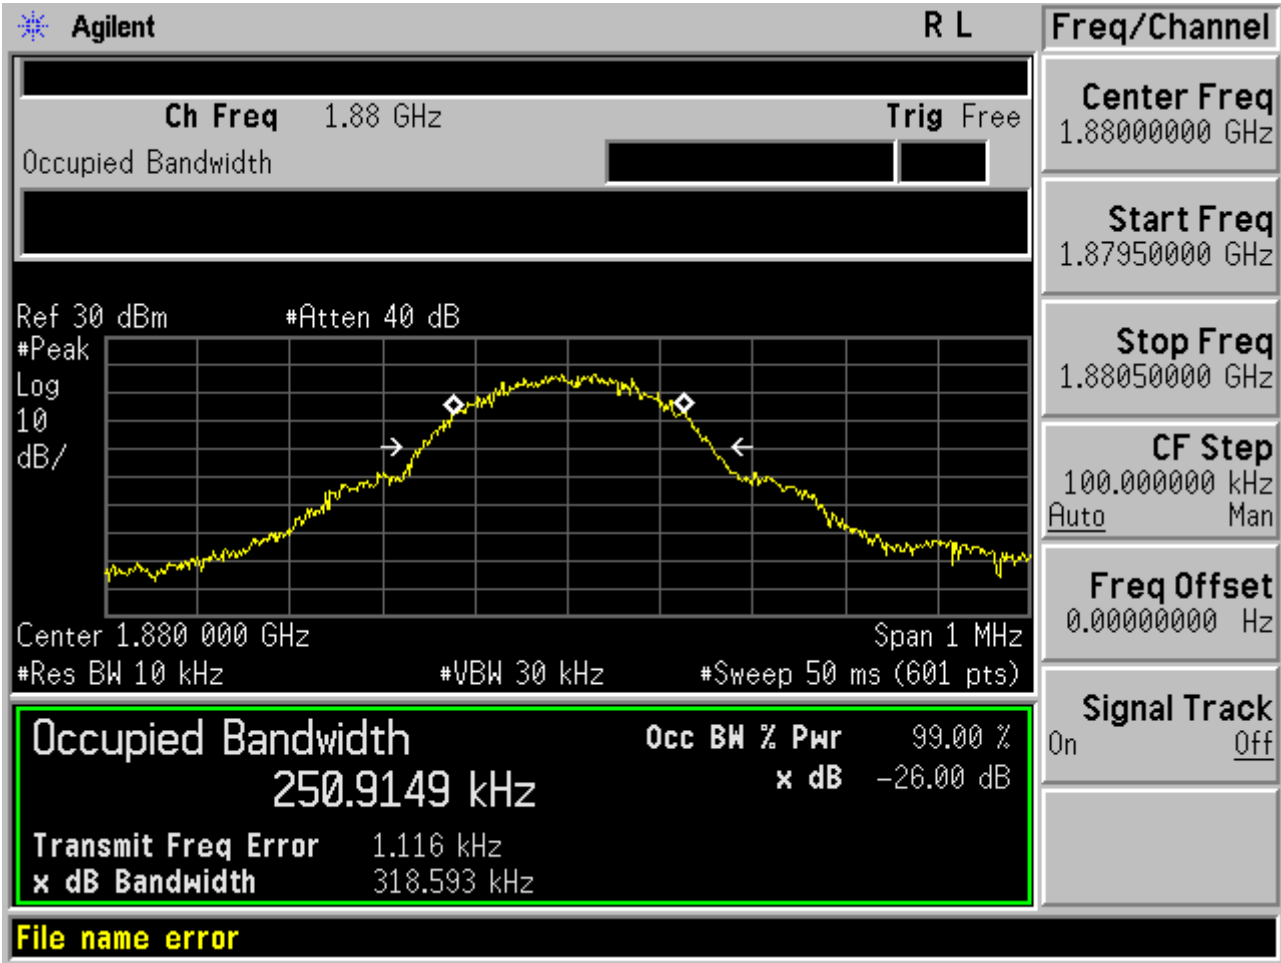 Agilent R L Freq/Channel
Ch Freq 1.88 GHz Trig Free
Occupied Bandwidth
Center Freq
1.88000000 GHz
Start Freq
1.87950000 GHz
Stop Freq
1.88050000 GHz
CF Step
100.000000 kHz
Auto Man
Freq Offset
0.00000000 Hz
Signal Track
On Off
Ref 30 dBm #Atten 40 dB
#Peak
Log
10
dB/
Center 1.880 000 GHz Span 1 MHz
#Res BW 10 kHz #VBW 30 kHz #Sweep 50 ms (601 pts)
Occupied Bandwidth Occ BW % Pwr 99.00 %
250.9149 kHz x dB -26.00 dB
Transmit Freq Error 1.116 kHz
x dB Bandwidth 318.593 kHz
File name error